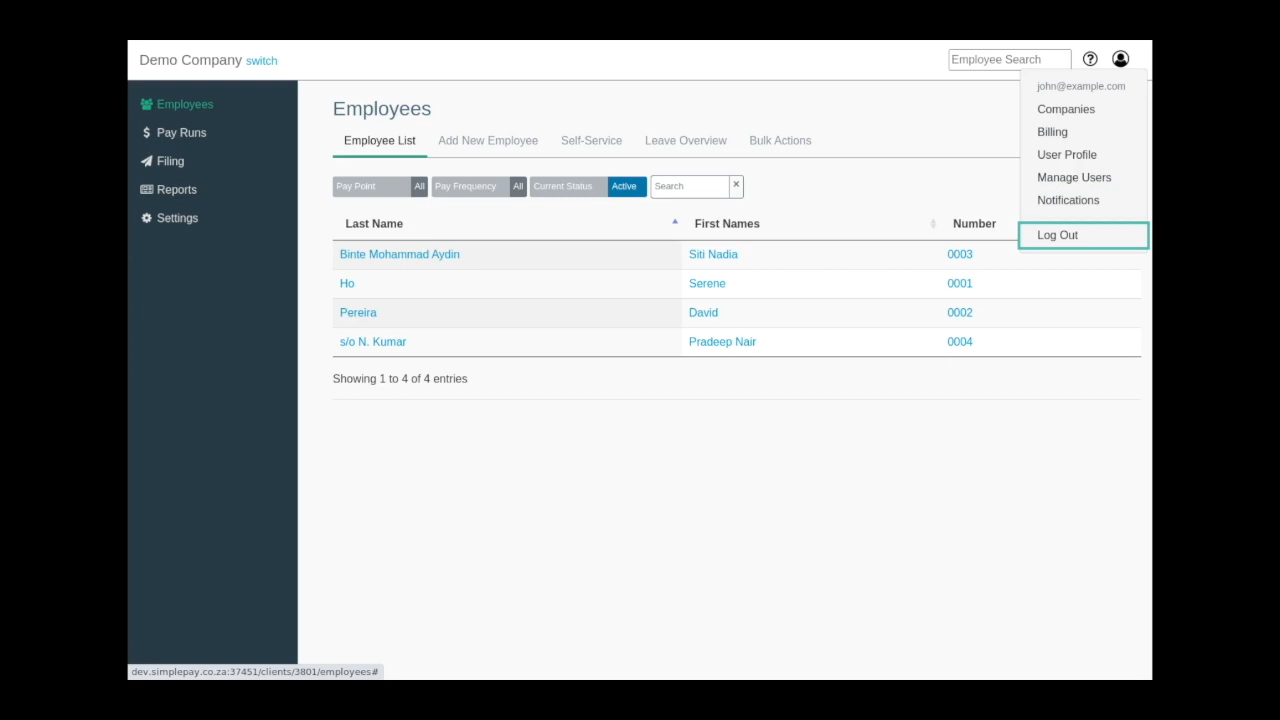 Demo Company switch
Employee Search
john@example.com
Companies
Billing
User Profile
Manage Users
Notifications
Log Out
Employees
Pay Runs
Filing
Reports
Settings
Employees
Employee List Add New Employee Self-Service Leave Overview Bulk Actions
Pay Point All Pay Frequency All Current Status Active Search ×
Last Name First Names Number
Binte Mohammad Aydin Siti Nadia 0003
Ho Serene 0001
Pereira David 0002
s/o N. Kumar Pradeep Nair 0004
Showing 1 to 4 of 4 entries
dev.simplepay.co.za:37451/clients/3801/employees#